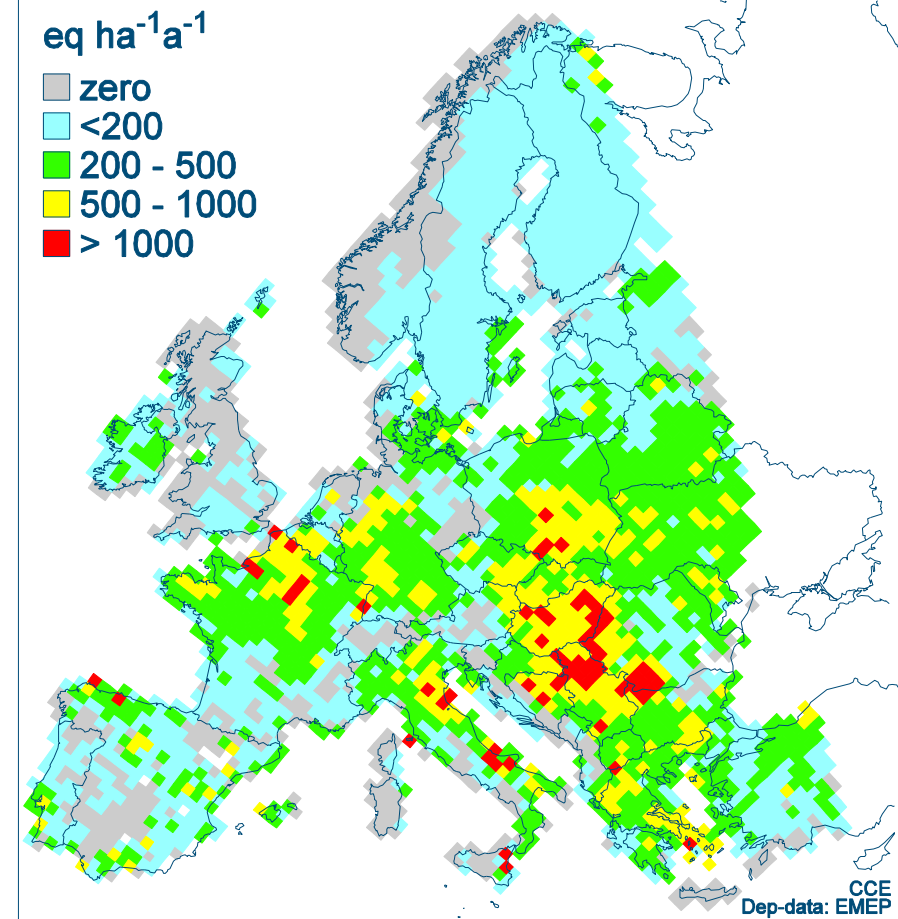 eq ha-1a-1
zero
<200
200 - 500
500 - 1000
> 1000
CCE
Dep-data: EMEP